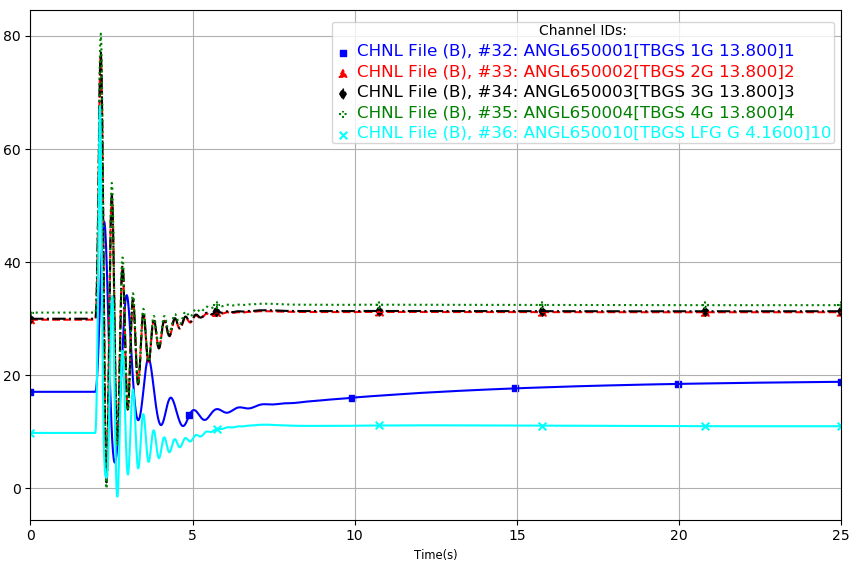 Channel IDs:
CHNL File (B), #32: ANGL650001[TBGS 1G 13.800]1
CHNL File (B), #33: ANGL650002[TBGS 2G 13.800]2
CHNL File (B), #34: ANGL650003[TBGS 3G 13.800]3
CHNL File (B), #35: ANGL650004[TBGS 4G 13.800]4
CHNL File (B), #36: ANGL650010[TBGS LFG G 4.1600]10
80
60
40
20
0
0 5 10 15 20 25
Time(s)